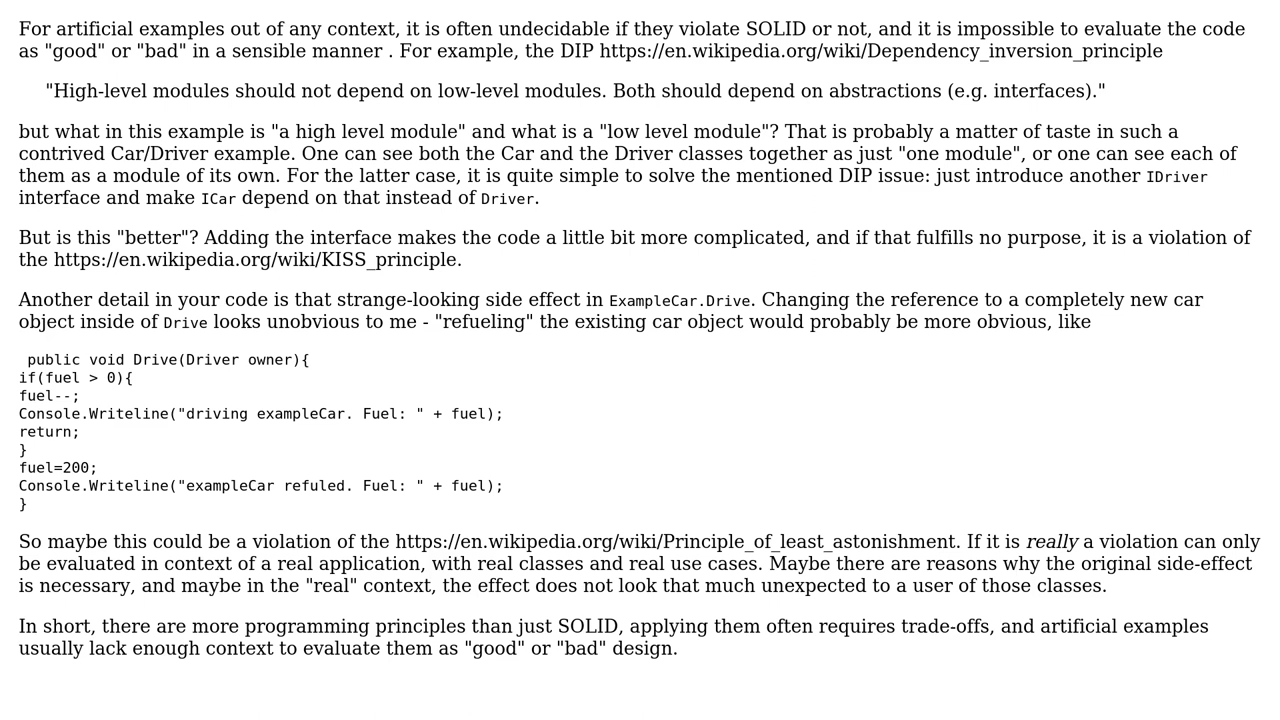 For artificial examples out of any context, it is often undecidable if they violate SOLID or not, and it is impossible to evaluate the code
as "good" or "bad" in a sensible manner . For example, the DIP https://en.wikipedia.org/wiki/Dependency_inversion_principle
"High-level modules should not depend on low-level modules. Both should depend on abstractions (e.g. interfaces)."
but what in this example is "a high level module" and what is a "low level module"? That is probably a matter of taste in such a
contrived Car/Driver example. One can see both the Car and the Driver classes together as just "one module", or one can see each of
them as a module of its own. For the latter case, it is quite simple to solve the mentioned DIP issue: just introduce another IDriver
interface and make ICar depend on that instead of Driver.
But is this "better"? Adding the interface makes the code a little bit more complicated, and if that fulfills no purpose, it is a violation of
the https://en.wikipedia.org/wiki/KISS_principle.
Another detail in your code is that strange-looking side effect in ExampleCar.Drive. Changing the reference to a completely new car
object inside of Drive looks unobvious to me - "refueling" the existing car object would probably be more obvious, like
public void Drive(Driver owner){
if(fuel > 0){
fuel--;
Console.Writeline("driving exampleCar. Fuel: " + fuel);
return;
}
fuel=200;
Console.Writeline("exampleCar refuled. Fuel: " + fuel);
}
So maybe this could be a violation of the https://en.wikipedia.org/wiki/Principle_of_least_astonishment. If it is really a violation can only
be evaluated in context of a real application, with real classes and real use cases. Maybe there are reasons why the original side-effect
is necessary, and maybe in the "real" context, the effect does not look that much unexpected to a user of those classes.
In short, there are more programming principles than just SOLID, applying them often requires trade-offs, and artificial examples
usually lack enough context to evaluate them as "good" or "bad" design.